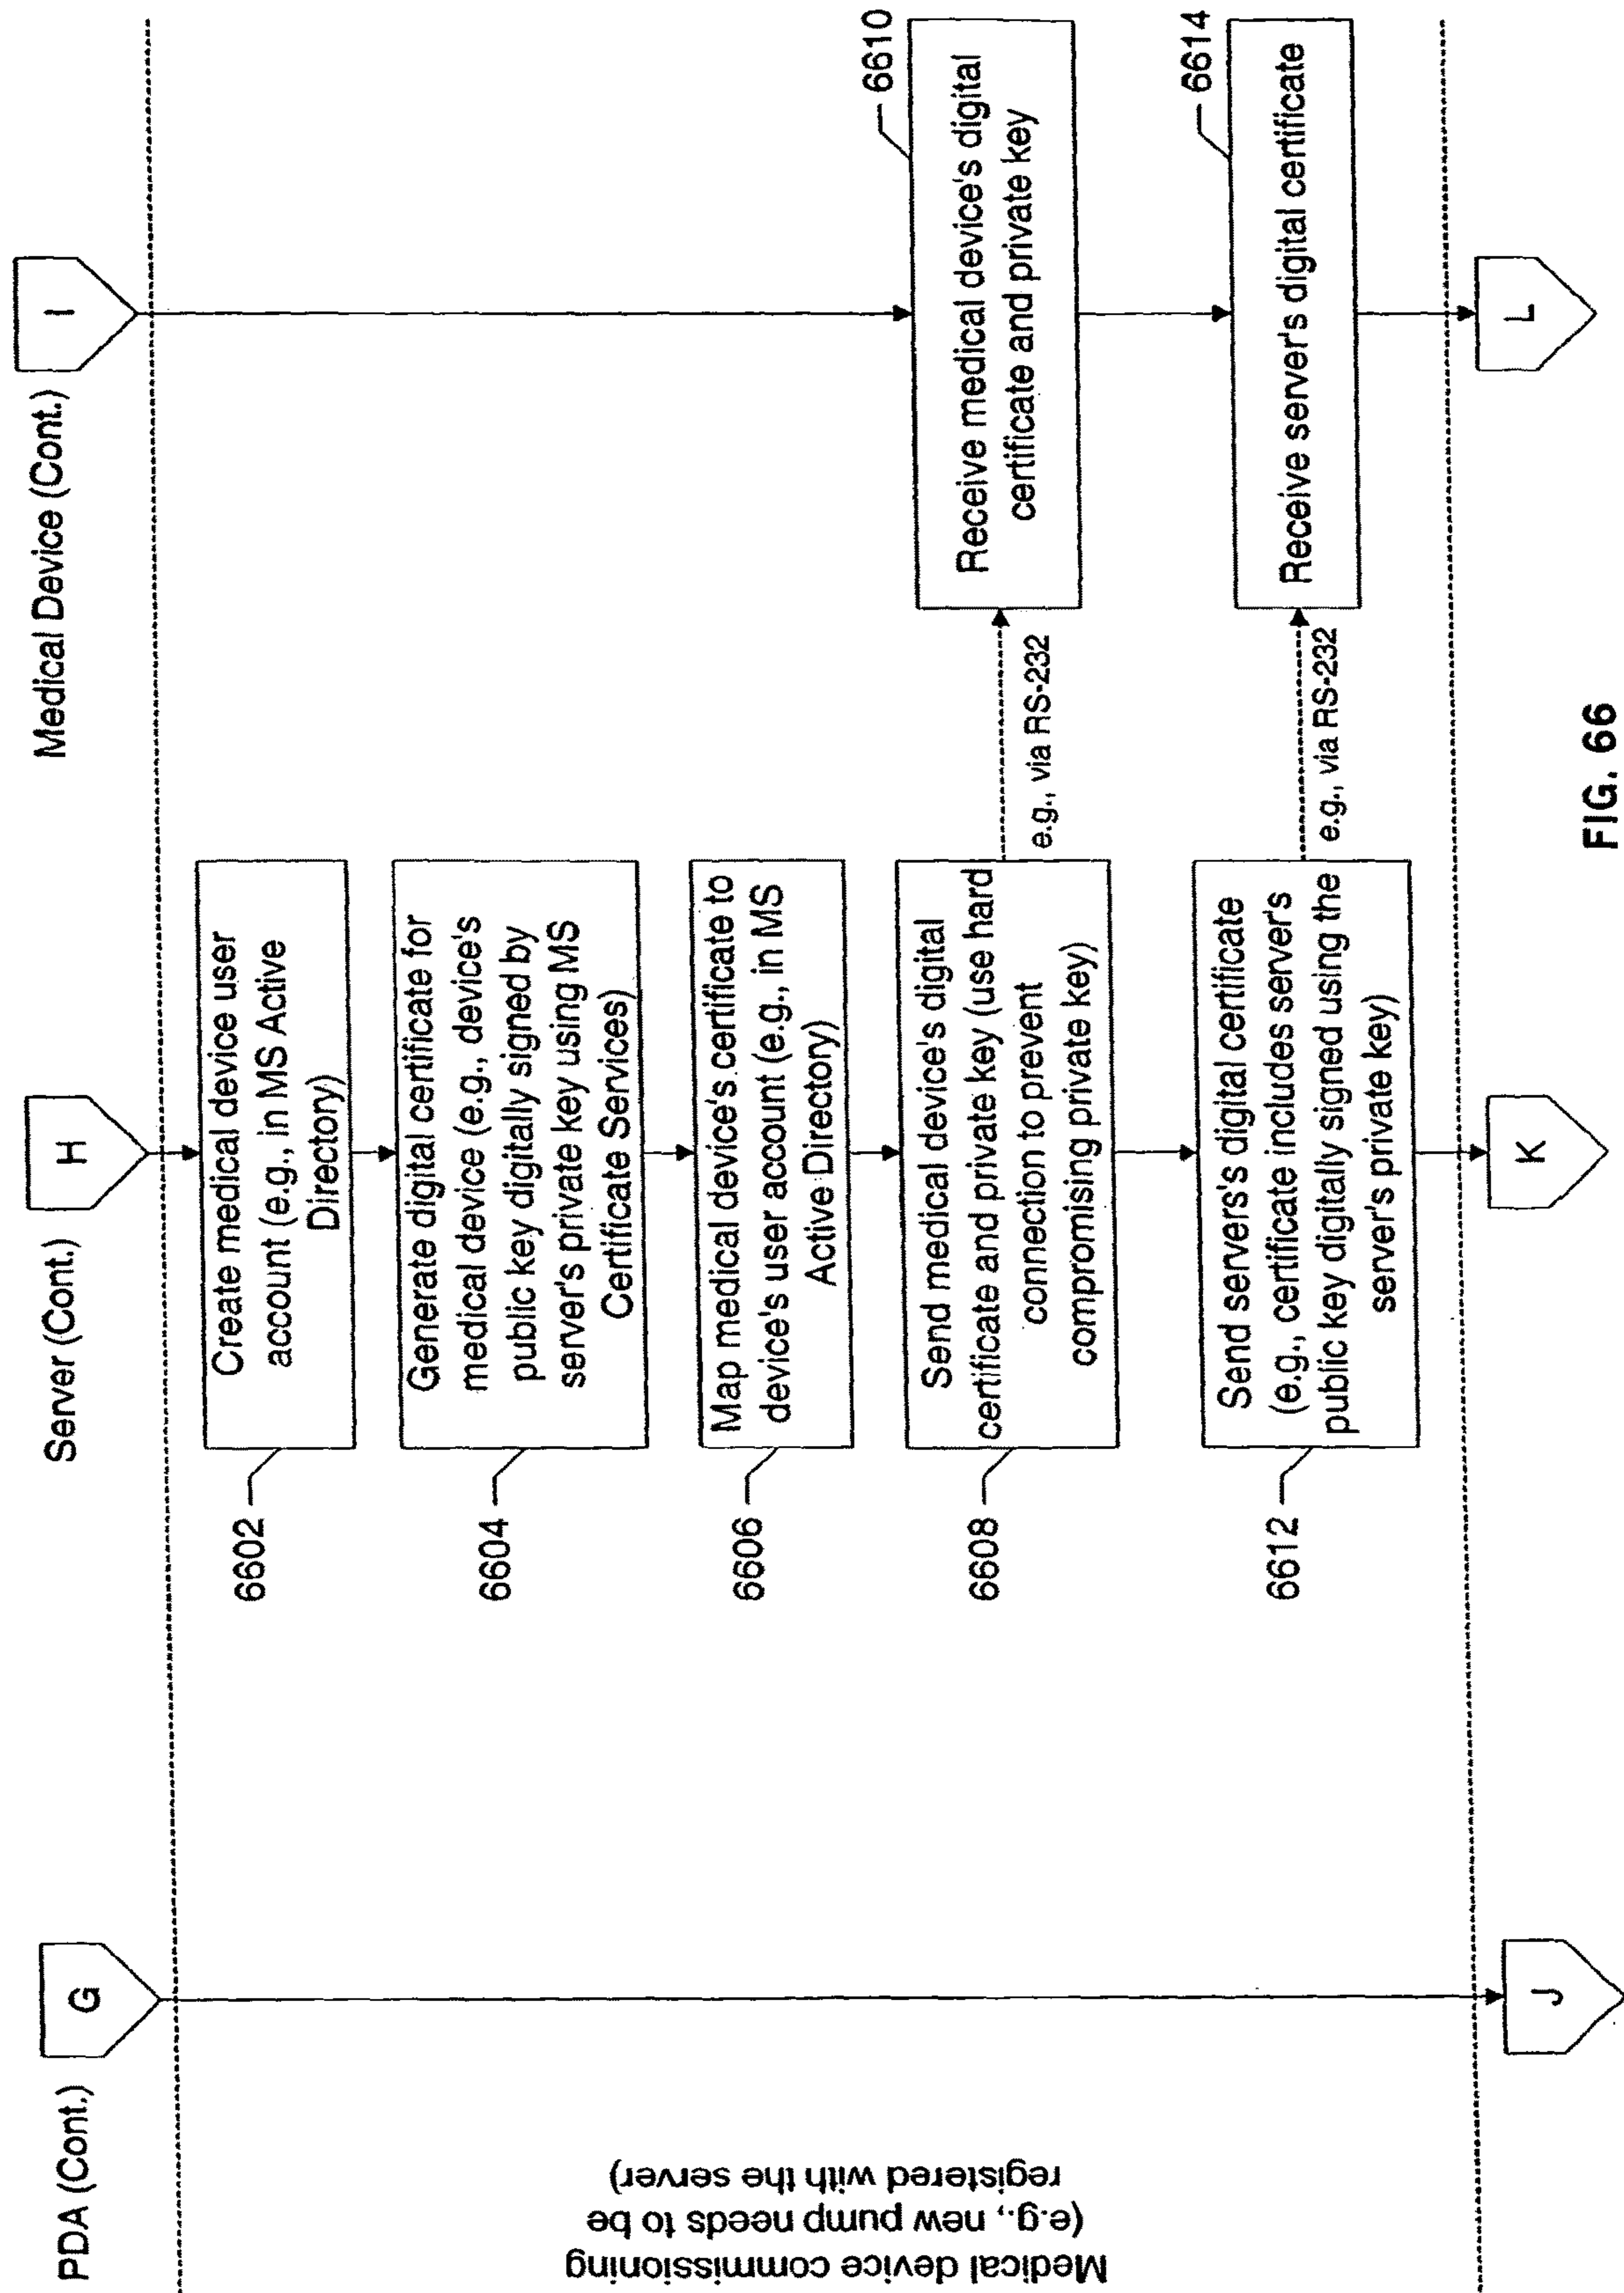 PDA (Cont.)
Server (Cont.)
Medical Device (Cont.)
G
H
I
Medical device commissioning
(e.g., new pump needs to be
registered with the server)
6602
Create medical device user
account (e.g., in MS Active
Directory)
6604
Generate digital certificate for
medical device (e.g., device's
public key digitally signed by
server's private key using MS
Certificate Services)
6606
Map medical device's certificate to
device's user account (e.g., in MS
Active Directory)
6608
Send medical device's digital
certificate and private key (use hard
connection to prevent
compromising private key)
e.g., via RS-232
6610
Receive medical device's digital
certificate and private key
6612
Send servers's digital certificate
(e.g., certificate includes server's
public key digitally signed using the
server's private key)
e.g., via RS-232
6614
Receive server's digital certificate
J
K
L
FIG. 66